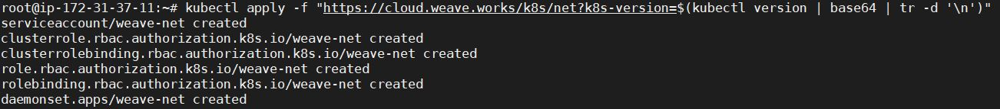 root@ip-172-31-37-11:~# kubectl apply -f "https://cloud.weave.works/k8s/net?k8s-version=$(kubectl version | base64 | tr -d '\n')"
serviceaccount/weave-net created
clusterrole.rbac.authorization.k8s.io/weave-net created
clusterrolebinding.rbac.authorization.k8s.io/weave-net created
role.rbac.authorization.k8s.io/weave-net created
rolebinding.rbac.authorization.k8s.io/weave-net created
daemonset.apps/weave-net created